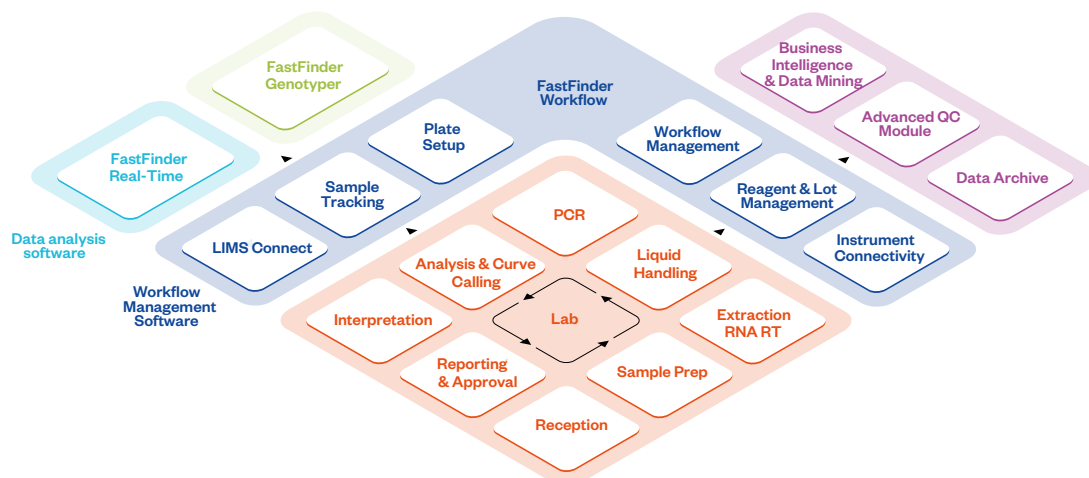 FastFinder
Genotyper
FastFinder
Real-Time
Data analysis
software
FastFinder
Workflow
Plate
Setup
Sample
Tracking
LIMS Connect
Workflow
Management
Software
Workflow
Management
Reagent & Lot
Management
Instrument
Connectivity
Business
Intelligence
& Data Mining
Advanced QC
Module
Data Archive
PCR
Analysis & Curve
Calling
Liquid
Handling
Interpretation
Lab
Extraction
RNA RT
Reporting
& Approval
Sample Prep
Reception